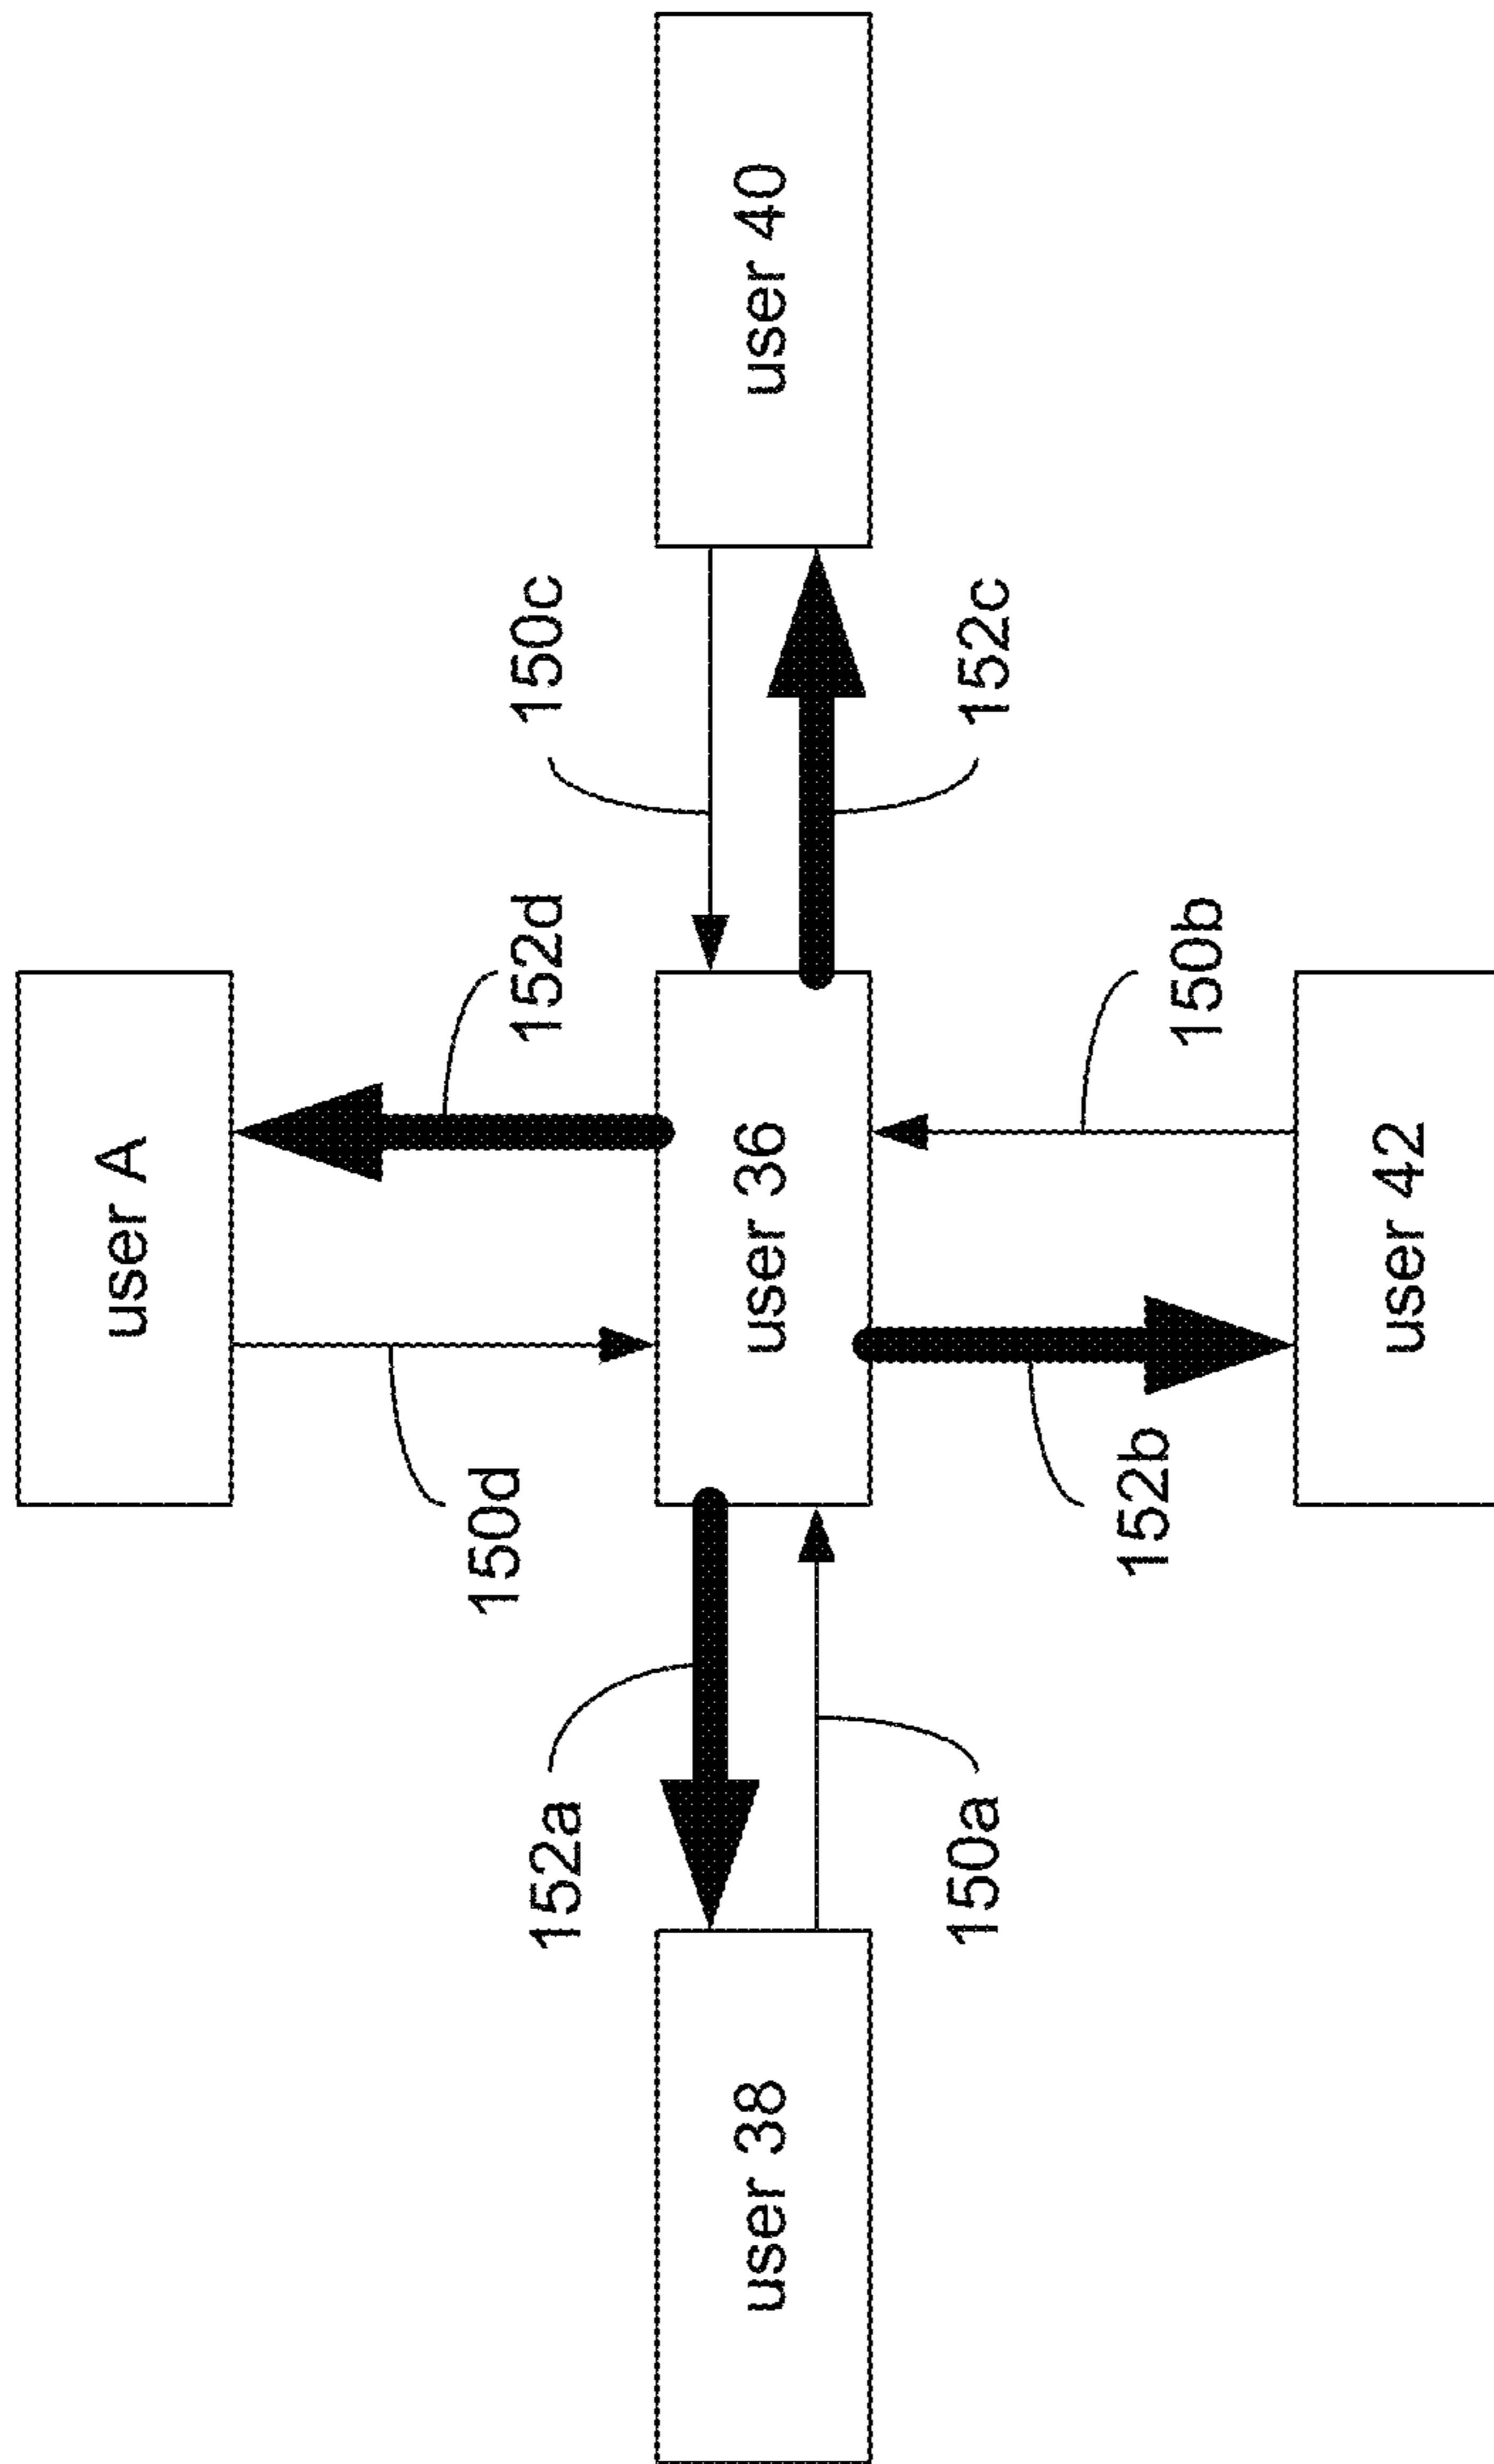 user A
150d
152d
152a
150c
user 38
user 36
user 40
150a
152c
152b
150b
user 42